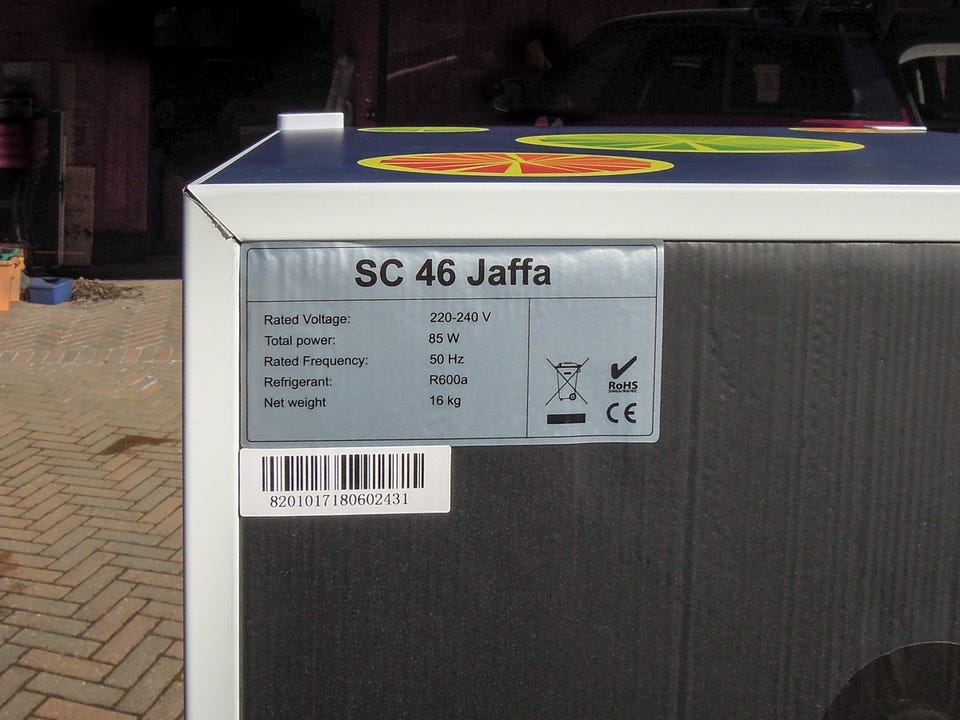 SC 46 Jaffa
Rated Voltage: 220-240 V
Total power: 85 W
Rated Frequency: 50 Hz
Refrigerant: R600a
Net weight 16 kg
RoHS
CE
8201017180602431